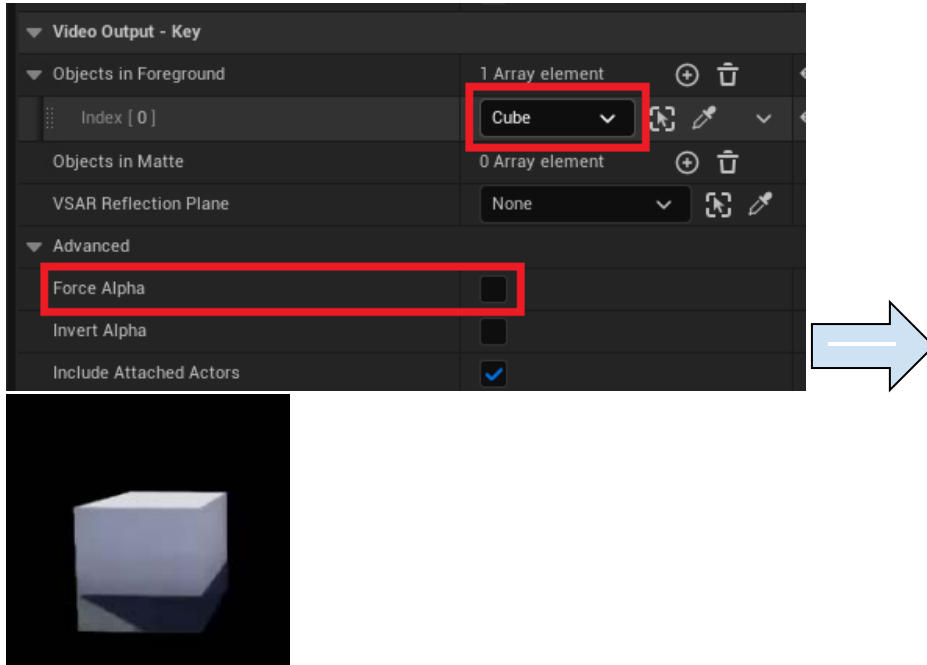 Video Output - Key
Objects in Foreground 1 Array element
Index [ 0 ] Cube
Objects in Matte 0 Array element
VSAR Reflection Plane None
Advanced
Force Alpha
Invert Alpha
Include Attached Actors